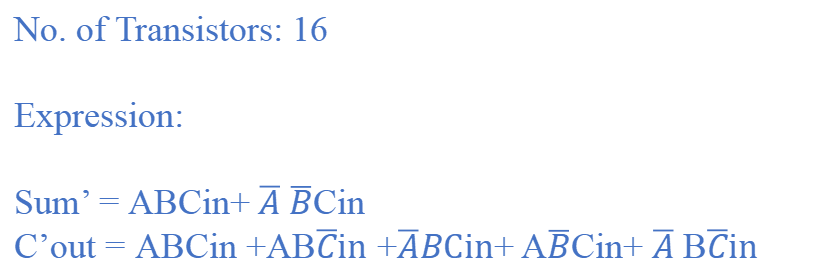 No. of Transistors: 16
Expression:
Sum’ = ABCin+ A̅ B̅Cin
C’out = ABCin +ABC̅in +A̅BCin+ AB̅Cin+ A̅ BC̅in